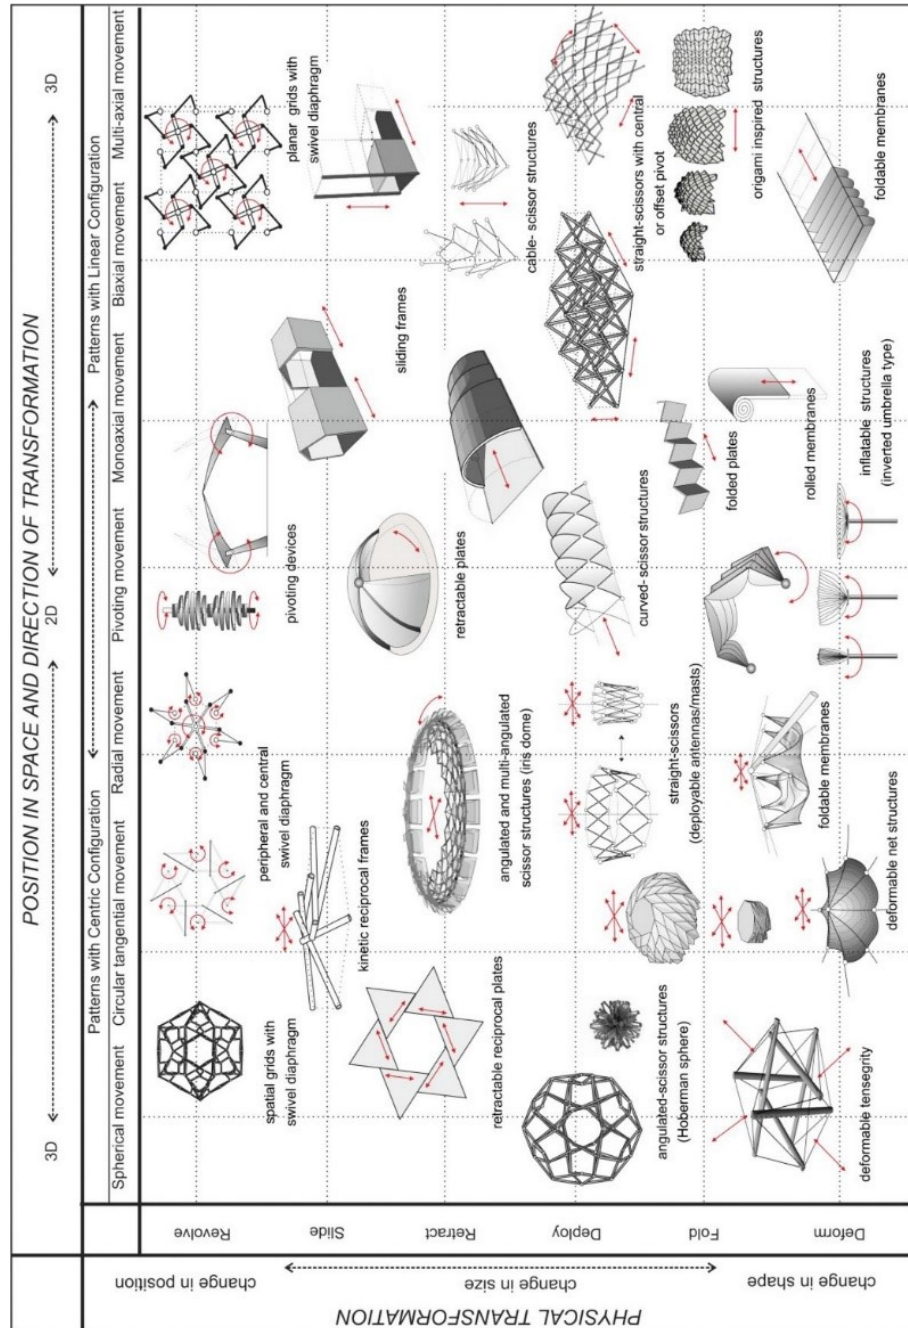 POSITION IN SPACE AND DIRECTION OF TRANSFORMATION
3D
2D
3D
Patterns with Centric Configuration
Patterns with Linear Configuration
Spherical movement
Circular tangential movement
Radial movement
Pivoting movement
Monoaxial movement
Biaxial movement
Multi-axial movement
PHYSICAL TRANSFORMATION
change in position
change in size
change in shape
Revolve
Slide
Retract
Deploy
Fold
Deform
spatial grids with
swivel diaphragm
peripheral and central
swivel diaphragm
pivoting devices
planar grids with
swivel diaphragm
kinetic reciprocal frames
sliding frames
retractable reciprocal plates
angulated and multi-angulated
scissor structures (iris dome)
retractable plates
cable- scissor structures
angulated-scissor structures
(Hoberman sphere)
straight-scissors
(deployable antennas/masts)
curved- scissor structures
straight-scissors with central
or offset pivot
folded plates
origami inspired structures
foldable membranes
rolled membranes
deformable tensegrity
deformable net structures
inflatable structures
(inverted umbrella type)
foldable membranes